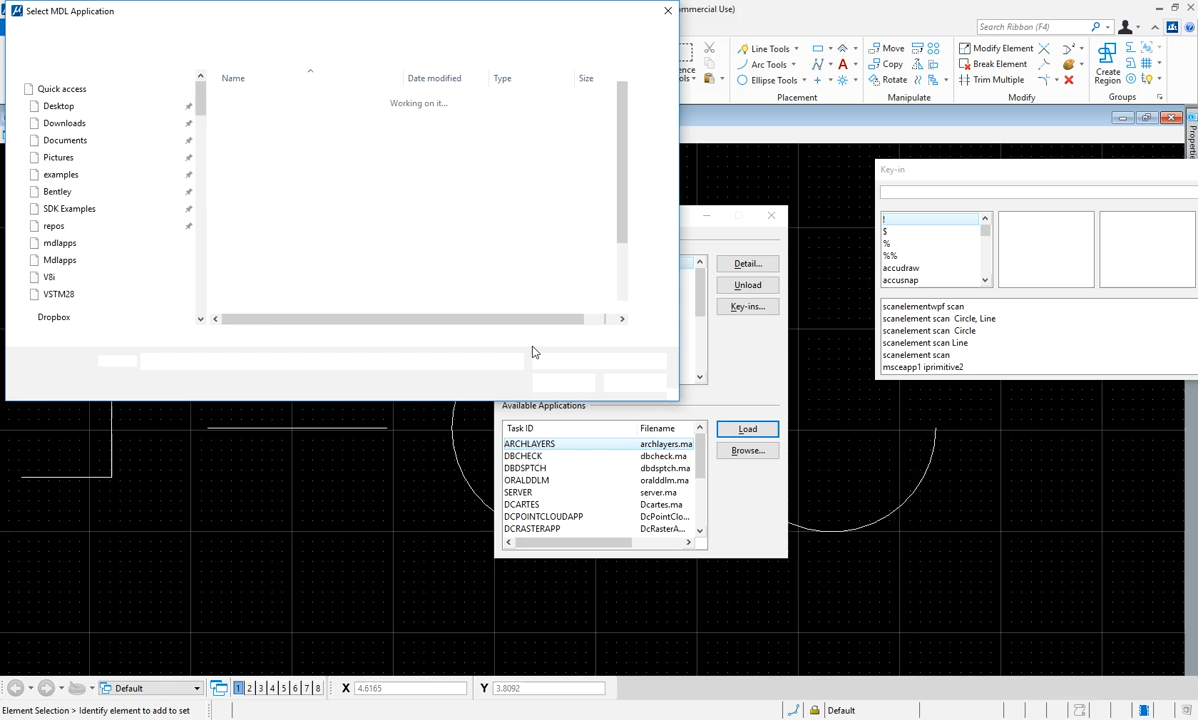 Select MDL Application
ommercial Use)
Search Ribbon (F4)
Line Tools
Modify Element
Move
Arc Tools
Copy
Break Element
Ellipse Tools
Rotate
Trim Multiple
Create
Region
ence
ols
Placement
Manipulate
Modify
Groups
Name
Date modified
Type
Size
Working on it...
Quick access
Desktop
Downloads
Documents
Pictures
examples
Bentley
SDK Examples
repos
mdlapps
Mdlapps
V8i
VSTM28
Dropbox
Properti
Key-in
!
$
%
%%
accudraw
accusnap
scanelementwpf scan
scanelement scan Circle, Line
scanelement scan Circle
scanelement scan Line
scanelement scan
msceapp1 iprimitive2
Detail...
Unload
Key-ins...
Available Applications
Task ID Filename
ARCHLAYERS archlayers.ma
DBCHECK dbcheck.ma
DBDSPTCH dbdsptch.ma
ORALDDLM oralddlm.ma
SERVER server.ma
DCARTES Dcartes.ma
DCPOINTCLOUDAPP DcPointClo...
DCRASTERAPP DcRasterA...
Load
Browse...
Default
1 2 3 4 5 6 7 8
X 4.6165
Y 3.8092
Element Selection > Identify element to add to set
Default